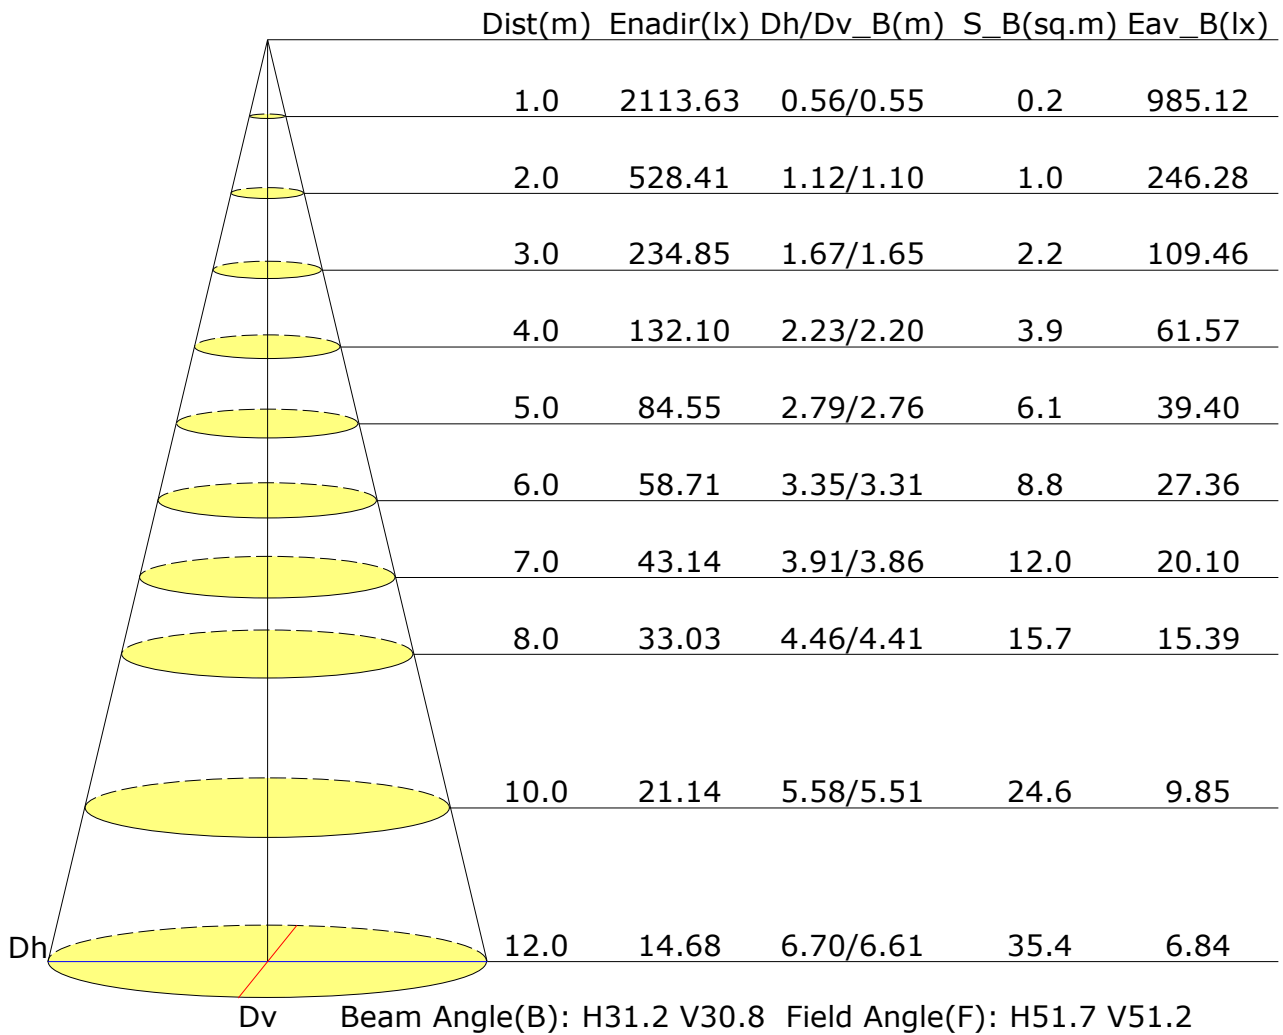 Dist(m) Enadir(lx) Dh/Dv_B(m) S_B(sq.m) Eav_B(lx)
1.0 2113.63 0.56/0.55 0.2 985.12
2.0 528.41 1.12/1.10 1.0 246.28
3.0 234.85 1.67/1.65 2.2 109.46
4.0 132.10 2.23/2.20 3.9 61.57
5.0 84.55 2.79/2.76 6.1 39.40
6.0 58.71 3.35/3.31 8.8 27.36
7.0 43.14 3.91/3.86 12.0 20.10
8.0 33.03 4.46/4.41 15.7 15.39
10.0 21.14 5.58/5.51 24.6 9.85
Dh 12.0 14.68 6.70/6.61 35.4 6.84
Dv Beam Angle(B): H31.2 V30.8 Field Angle(F): H51.7 V51.2